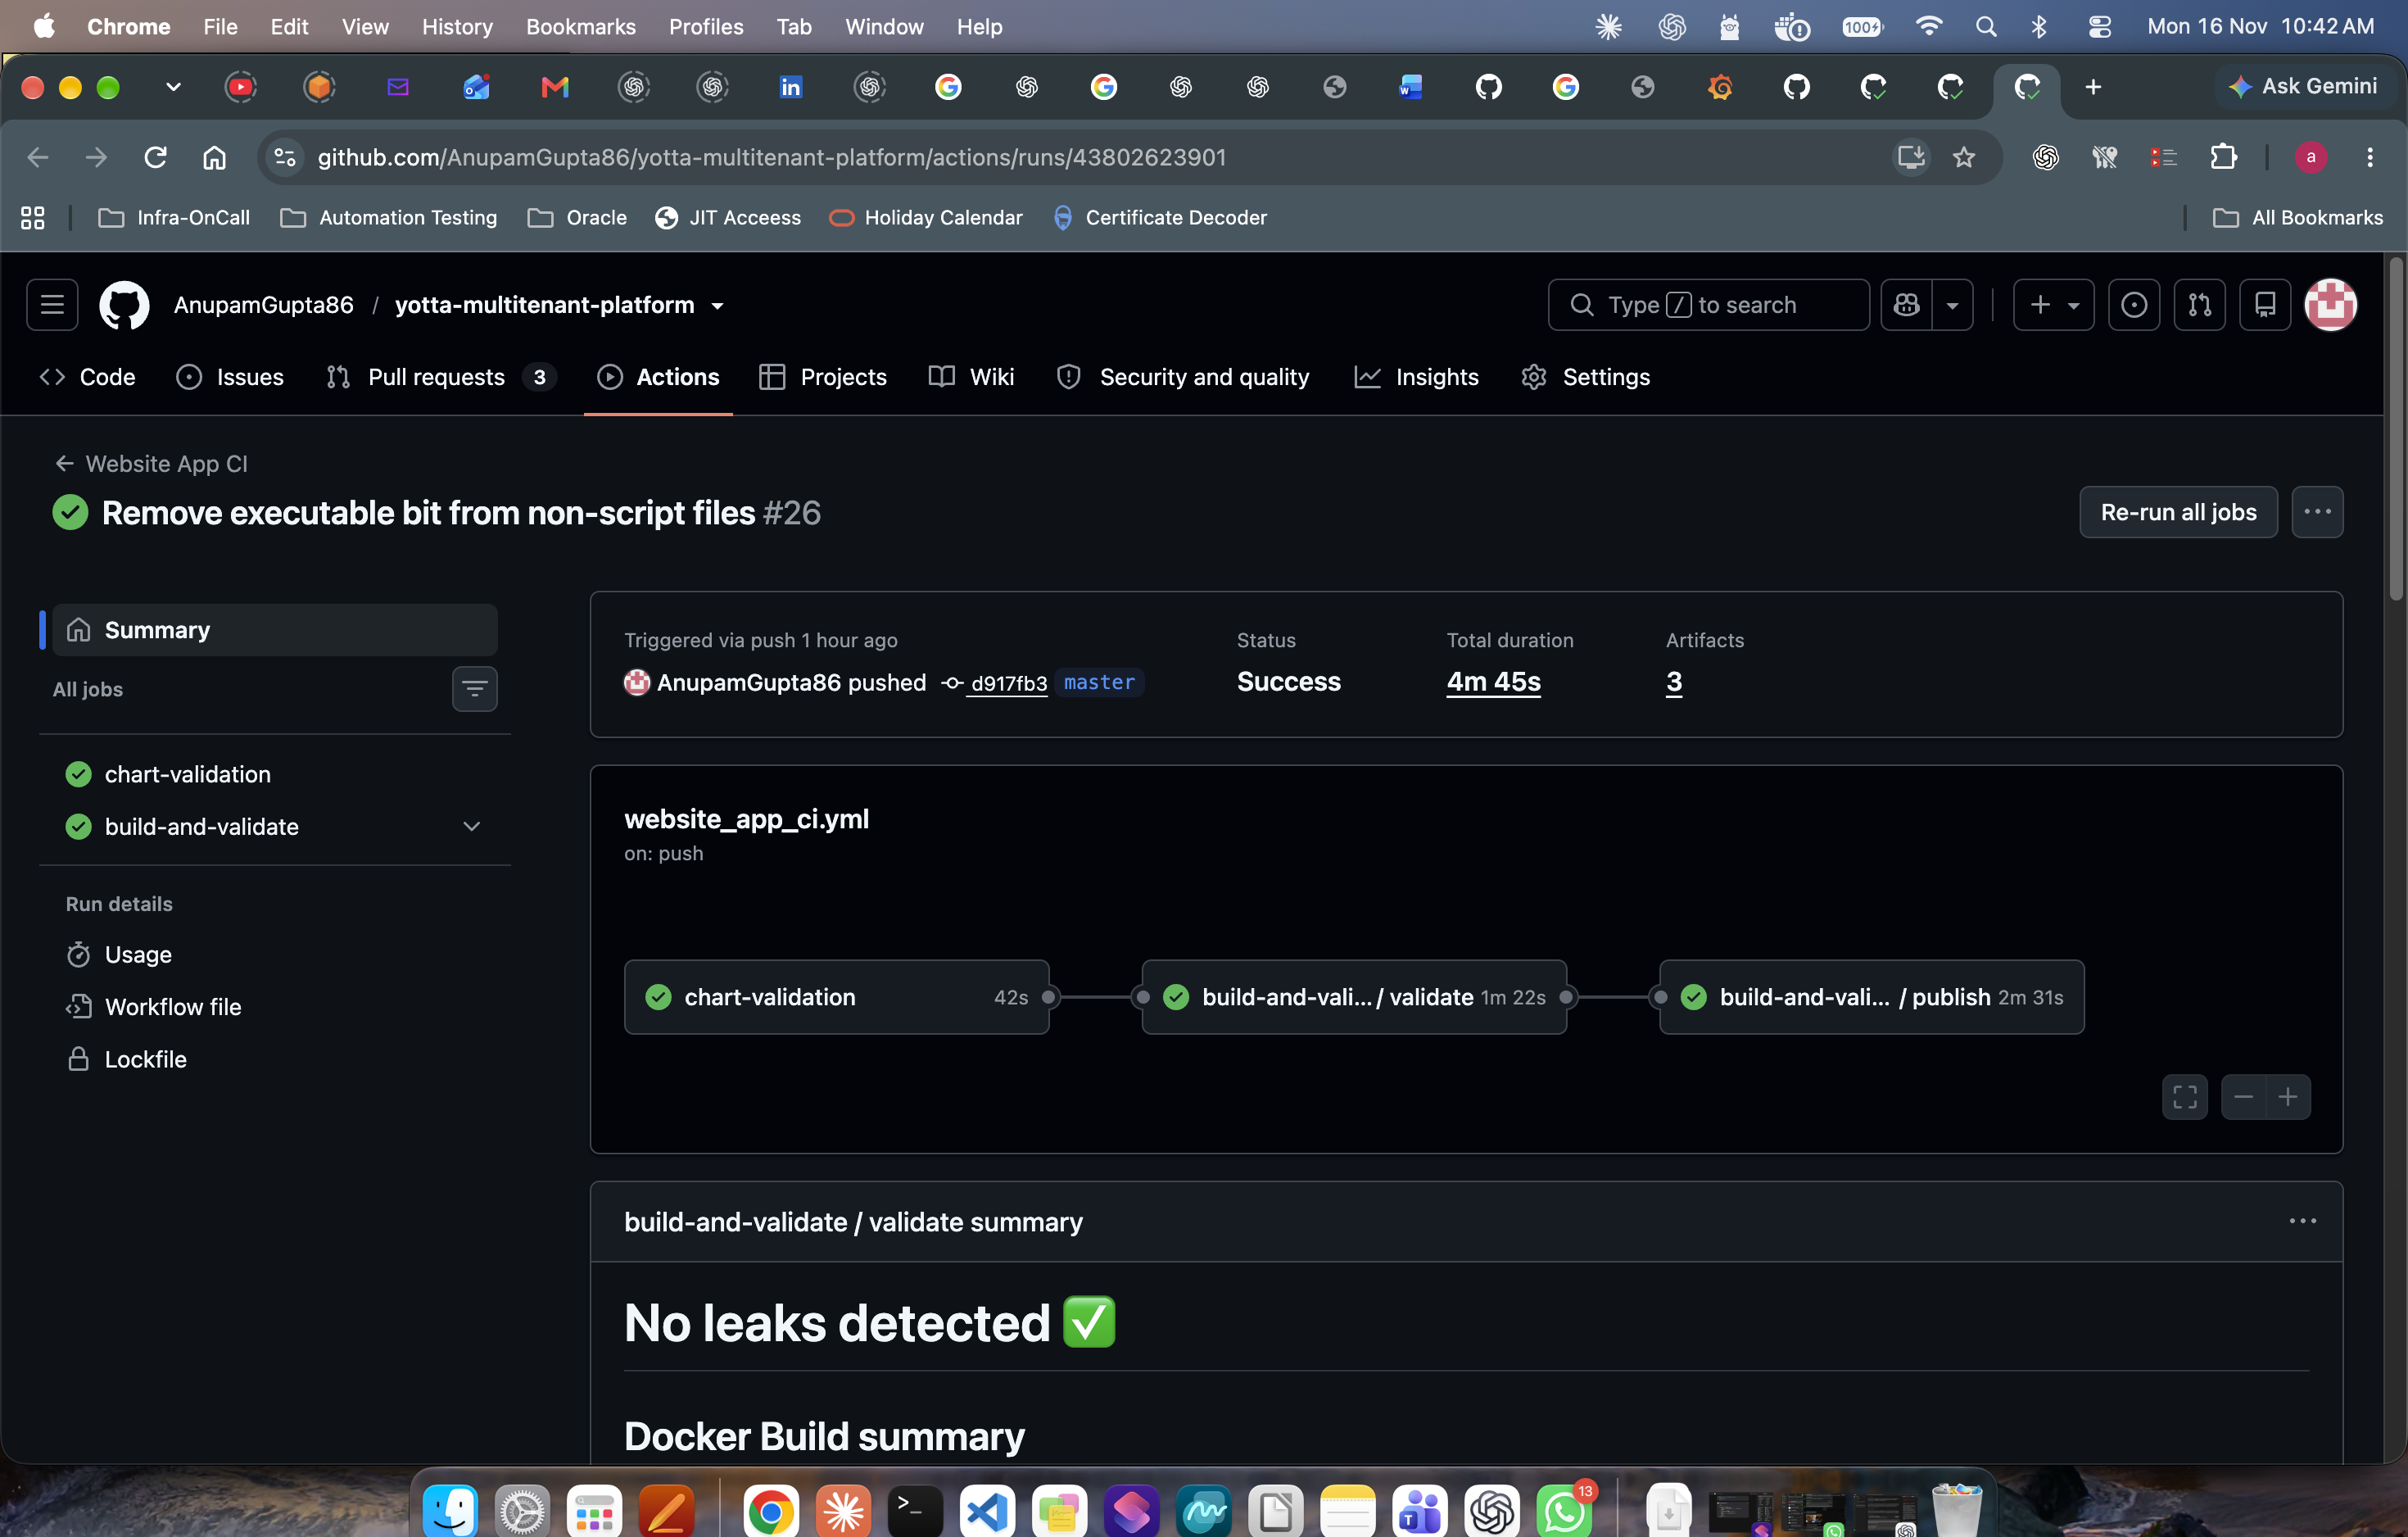 Chrome File Edit View History Bookmarks Profiles Tab Window Help 100 Mon 16 Nov 10:42 AM
Ask Gemini
github.com/AnupamGupta86/yotta-multitenant-platform/actions/runs/43802623901 a
Infra-OnCall Automation Testing Oracle JIT Acceess Holiday Calendar Certificate Decoder All Bookmarks
AnupamGupta86 / yotta-multitenant-platform Type / to search
Code Issues Pull requests 3 Actions Projects Wiki Security and quality Insights Settings
Website App CI
Remove executable bit from non-script files #26 Re-run all jobs
Summary
All jobs
chart-validation
build-and-validate
Run details
Usage
Workflow file
Lockfile
Triggered via push 1 hour ago
AnupamGupta86 pushed d917fb3 master
Status
Success
Total duration
4m 45s
Artifacts
3
website_app_ci.yml
on: push
chart-validation 42s
build-and-vali... / validate 1m 22s
build-and-vali... / publish 2m 31s
build-and-validate / validate summary
No leaks detected ✅
Docker Build summary
13